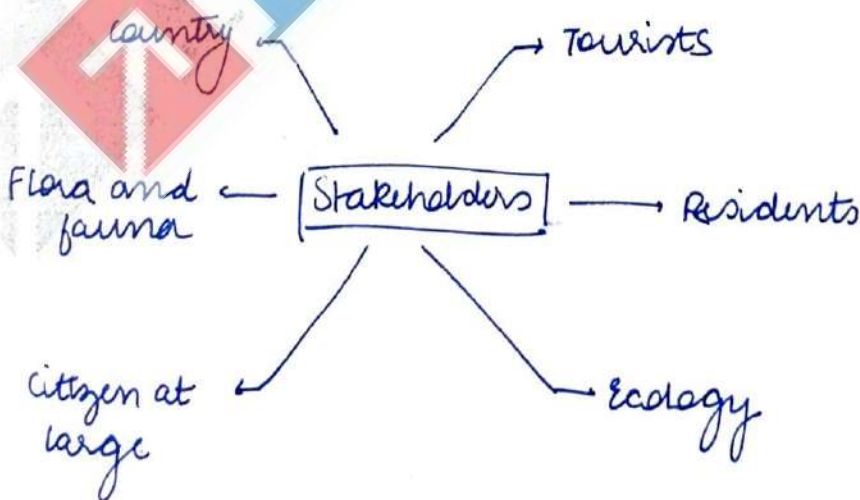 country
Tourists
Flora and
fauna
Stakeholders
Residents
Citizen at
large
Ecology